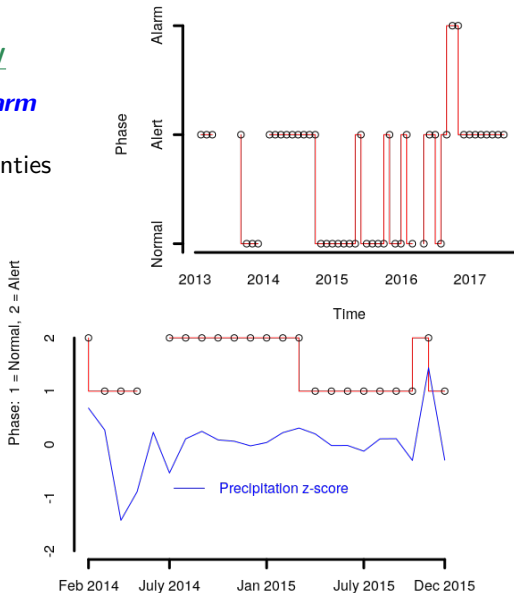 Alarm
Alert
Normal
Phase
2013 2014 2015 2016 2017
Time
arm
nties
Phase: 1 = Normal, 2 = Alert
2
1
0
-1
-2
Precipitation z-score
Feb 2014 July 2014 Jan 2015 July 2015 Dec 2015